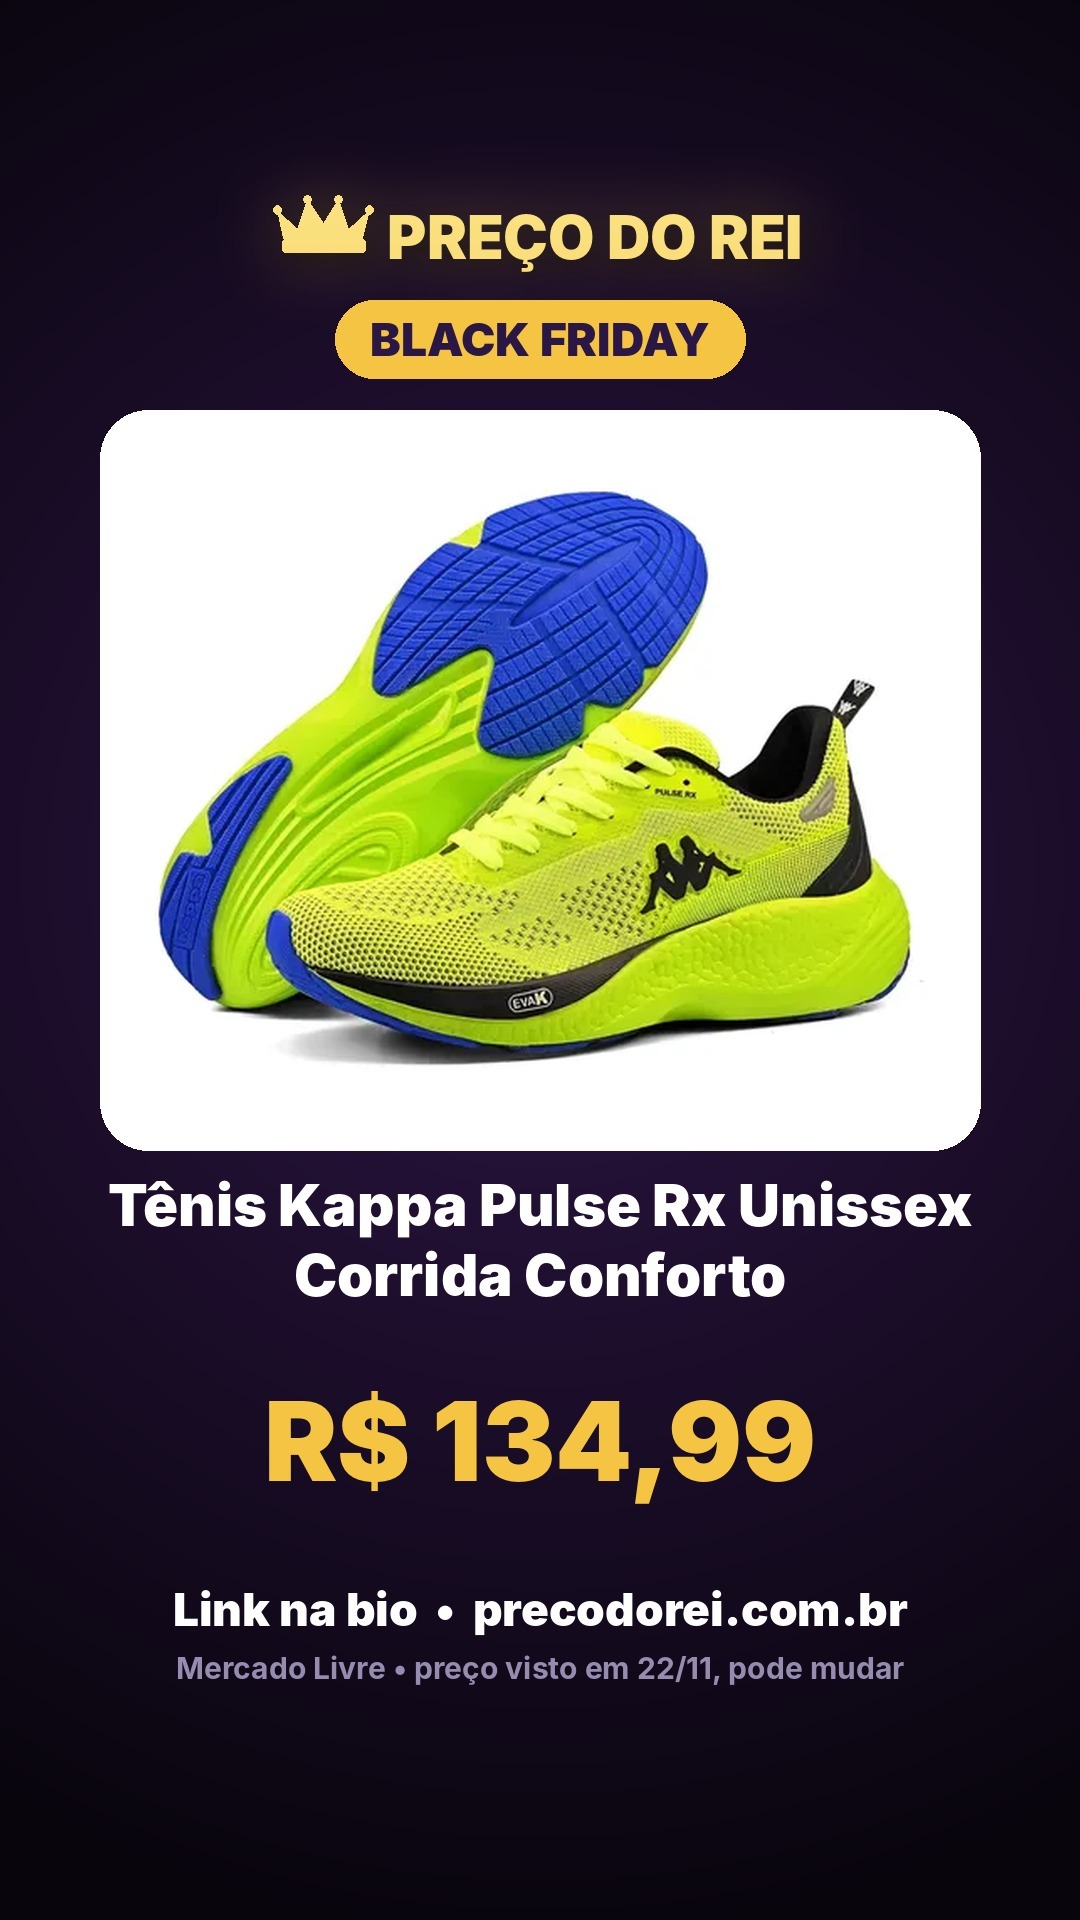 PREÇO DO REI
BLACK FRIDAY
PULSE RX
EVAK
Tênis Kappa Pulse Rx Unissex
Corrida Conforto
R$ 134,99
Link na bio • precodorei.com.br
Mercado Livre • preço visto em 22/11, pode mudar